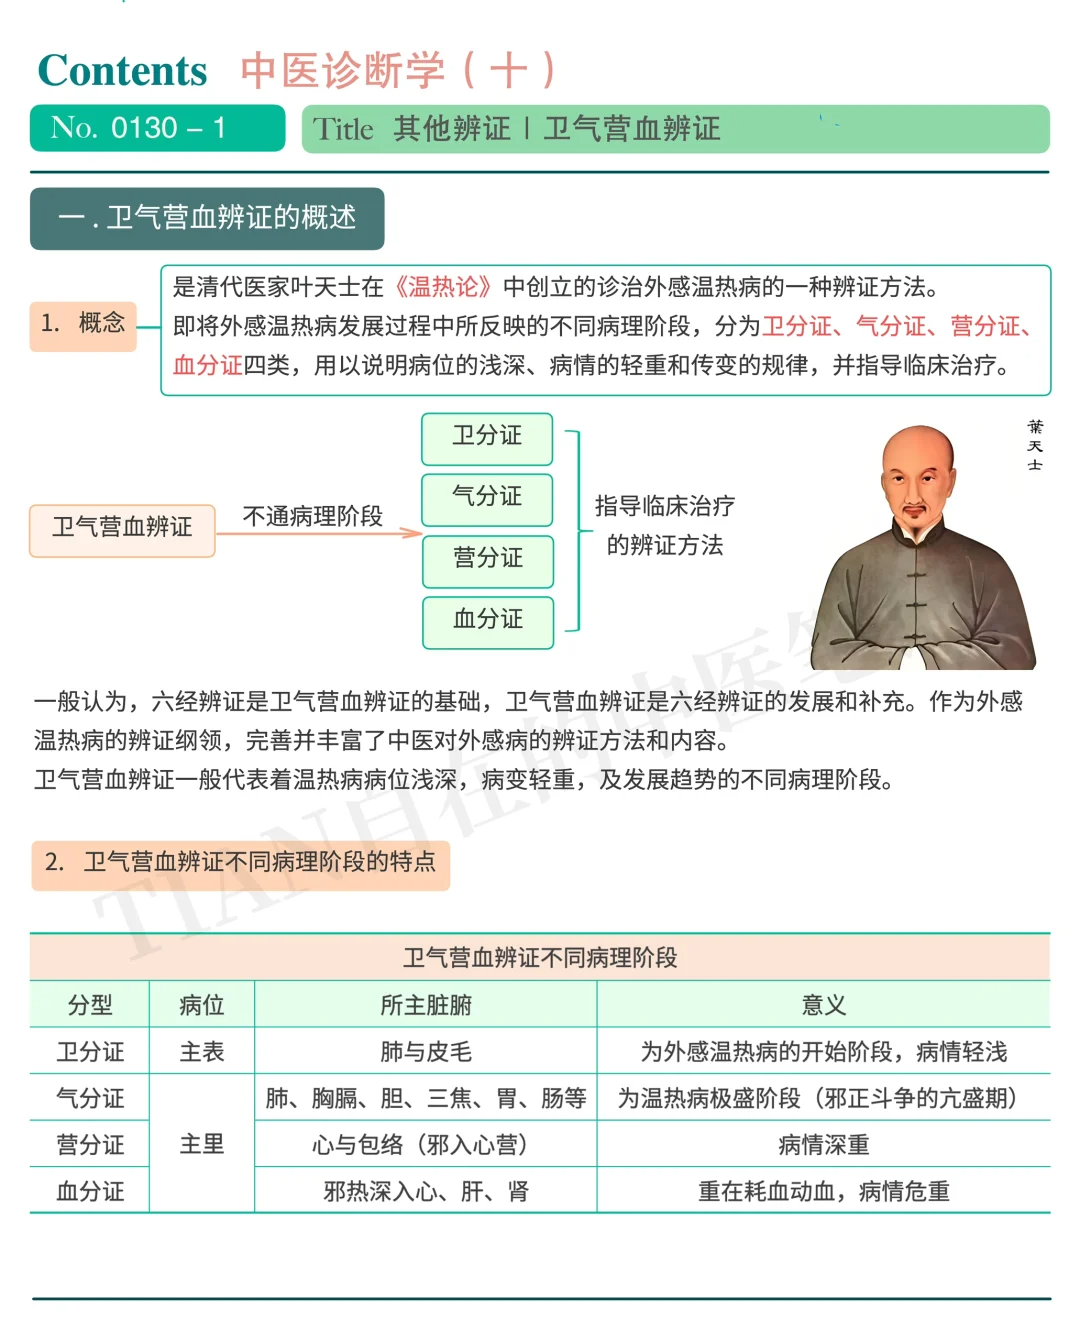 Contents 中医诊断学（十）
No. 0130 – 1
Title 其他辨证 | 卫气营血辨证
一 . 卫气营血辨证的概述
1. 概念
是清代医家叶天士在《温热论》中创立的诊治外感温热病的一种辨证方法。
即将外感温热病发展过程中所反映的不同病理阶段，分为卫分证、气分证、营分证、
血分证四类，用以说明病位的浅深、病情的轻重和传变的规律，并指导临床治疗。
卫气营血辨证
不通病理阶段
卫分证
气分证
营分证
血分证
指导临床治疗
的辨证方法
葉天士
一般认为，六经辨证是卫气营血辨证的基础，卫气营血辨证是六经辨证的发展和补充。作为外感
温热病的辨证纲领，完善并丰富了中医对外感病的辨证方法和内容。
卫气营血辨证一般代表着温热病病位浅深，病变轻重，及发展趋势的不同病理阶段。
TIAN自在的中医笔
2. 卫气营血辨证不同病理阶段的特点
卫气营血辨证不同病理阶段
分型 病位 所主脏腑 意义
卫分证 主表 肺与皮毛 为外感温热病的开始阶段，病情轻浅
气分证 肺、胸膈、胆、三焦、胃、肠等 为温热病极盛阶段（邪正斗争的亢盛期）
营分证 主里 心与包络（邪入心营） 病情深重
血分证 邪热深入心、肝、肾 重在耗血动血，病情危重